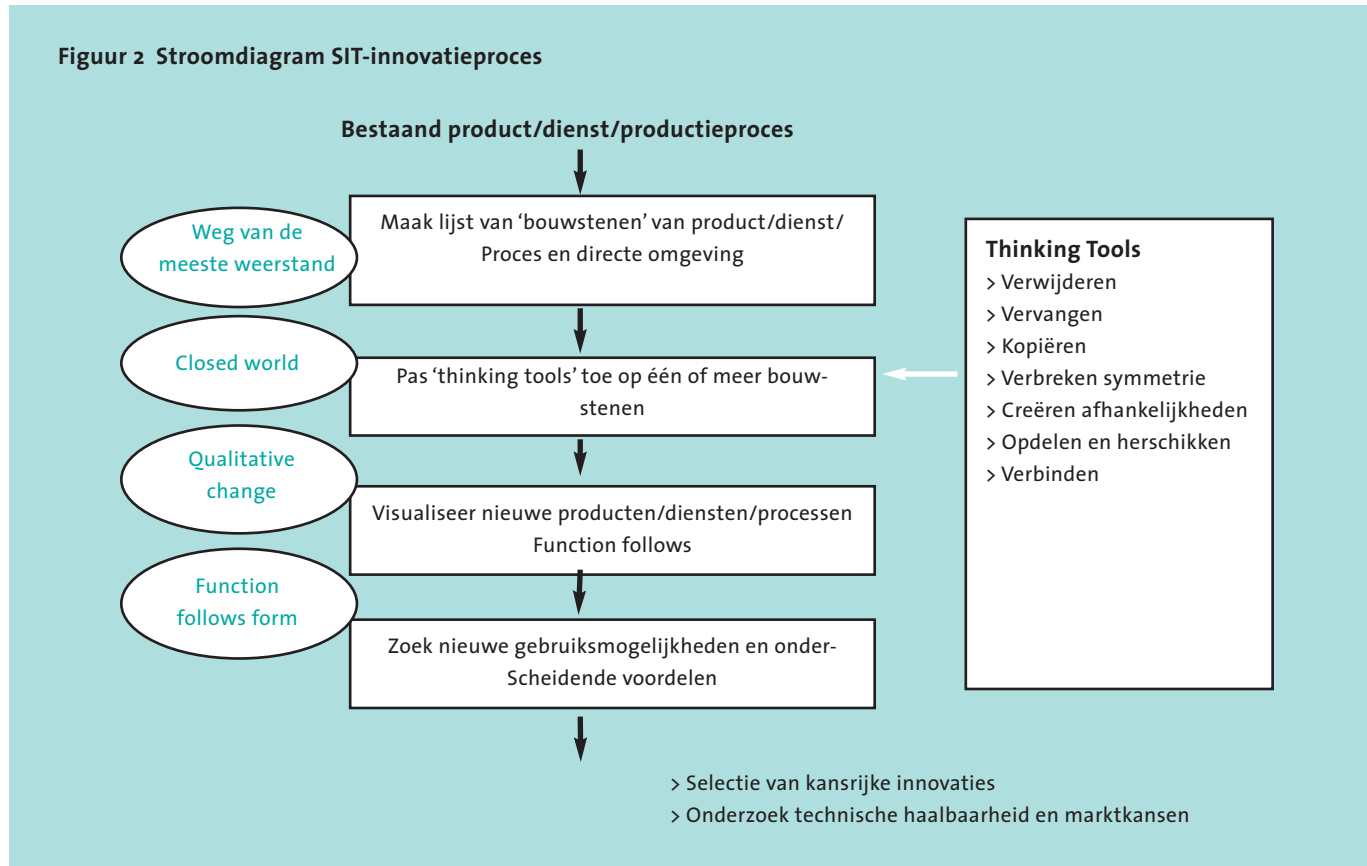 Figuur 2 Stroomdiagram SIT-innovatieproces
Bestaand product/dienst/productieproces
Weg van de
meeste weerstand
Maak lijst van ‘bouwstenen’ van product/dienst/
Proces en directe omgeving
Closed world
Pas ‘thinking tools’ toe op één of meer bouw-
stenen
Qualitative
change
Visualiseer nieuwe producten/diensten/processen
Function follows
Function
follows form
Zoek nieuwe gebruiksmogelijkheden en onder-
Scheidende voordelen
Thinking Tools
> Verwijderen
> Vervangen
> Kopiëren
> Verbreken symmetrie
> Creëren afhankelijkheden
> Opdelen en herschikken
> Verbinden
> Selectie van kansrijke innovaties
> Onderzoek technische haalbaarheid en marktkansen